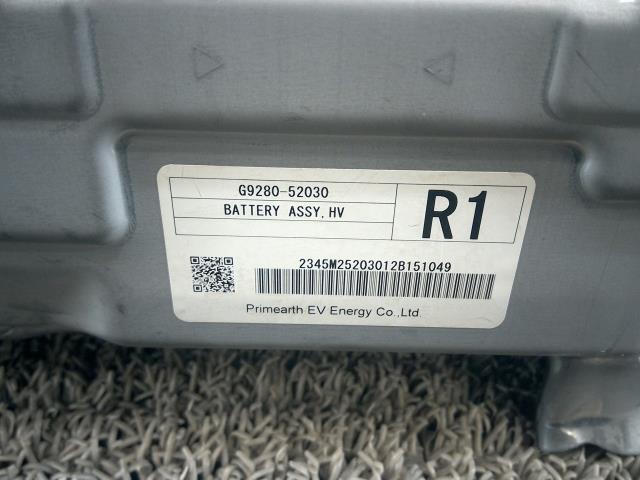 G9280-52030
BATTERY ASSY,HV
R1
2345M25203012B151049
Primearth EV Energy Co.,Ltd.